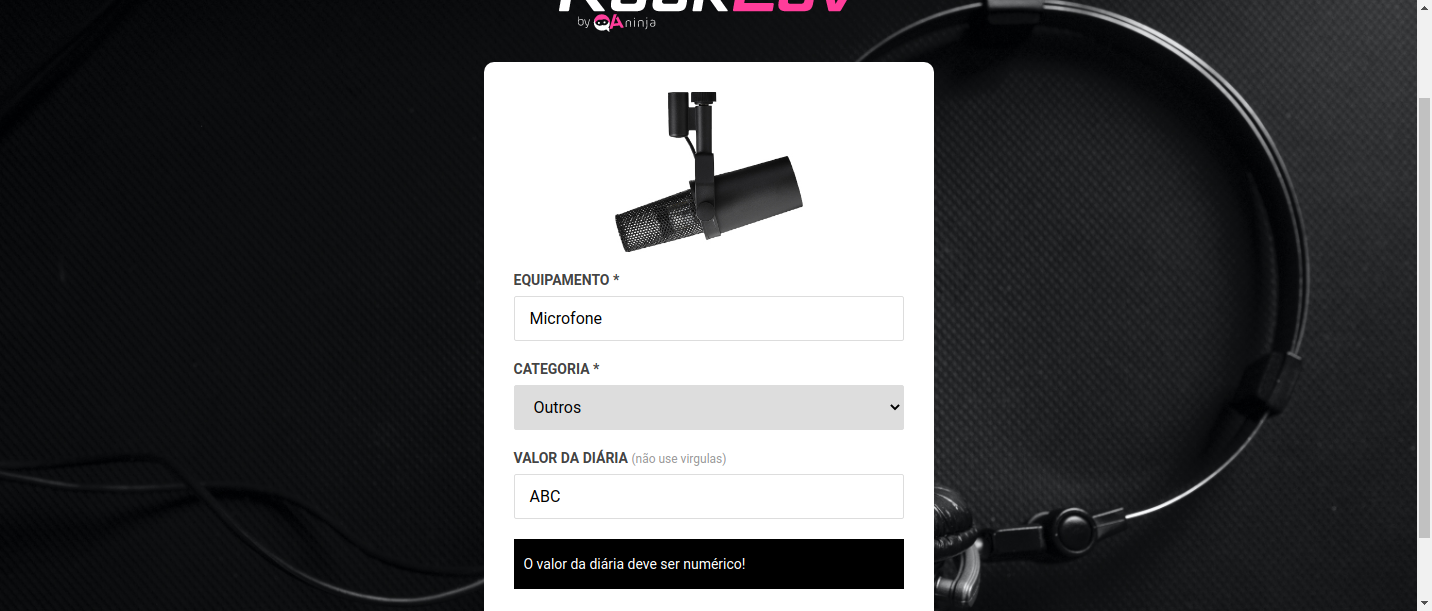 by QAninja
EQUIPAMENTO *
Microfone
CATEGORIA *
Outros
VALOR DA DIÁRIA (não use virgulas)
ABC
O valor da diária deve ser numérico!